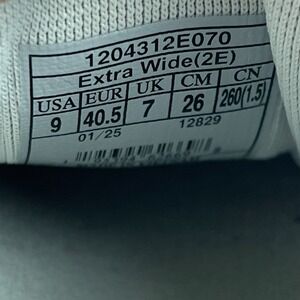 1204312E070
Extra Wide(2E)
USA EUR UK CM CN
9 40.5 7 26 260(1.5)
01/25 12829